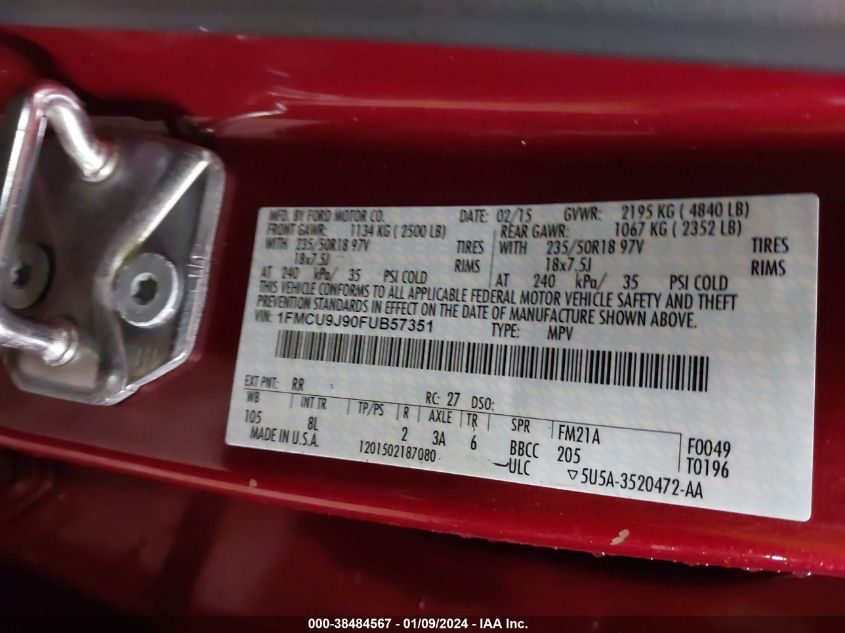 MFD. BY FORD MOTOR CO. DATE: 02/15 GVWR: 2195 KG ( 4840 LB)
FRONT GAWR: 1134 KG ( 2500 LB) REAR GAWR: 1067 KG ( 2352 LB)
WITH 235/50R18 97V TIRES WITH 235/50R18 97V TIRES
18x7.5J RIMS 18x7.5J RIMS
AT 240 kPa/ 35 PSI COLD AT 240 kPa/ 35 PSI COLD
THIS VEHICLE CONFORMS TO ALL APPLICABLE FEDERAL MOTOR VEHICLE SAFETY AND THEFT
PREVENTION STANDARDS IN EFFECT ON THE DATE OF MANUFACTURE SHOWN ABOVE.
VIN: 1FMCU9J90FUB57351 TYPE: MPV
EXT PNT: RR RC: 27 DSO:
WB INT TR TP/PS R AXLE TR SPR FM21A F0049
105 8L 2 3A 6 BBCC 205 T0196
MADE IN U.S.A. 1201502187080 ULC ▽5U5A-3520472-AA
000-38484567 - 01/09/2024 - IAA Inc.